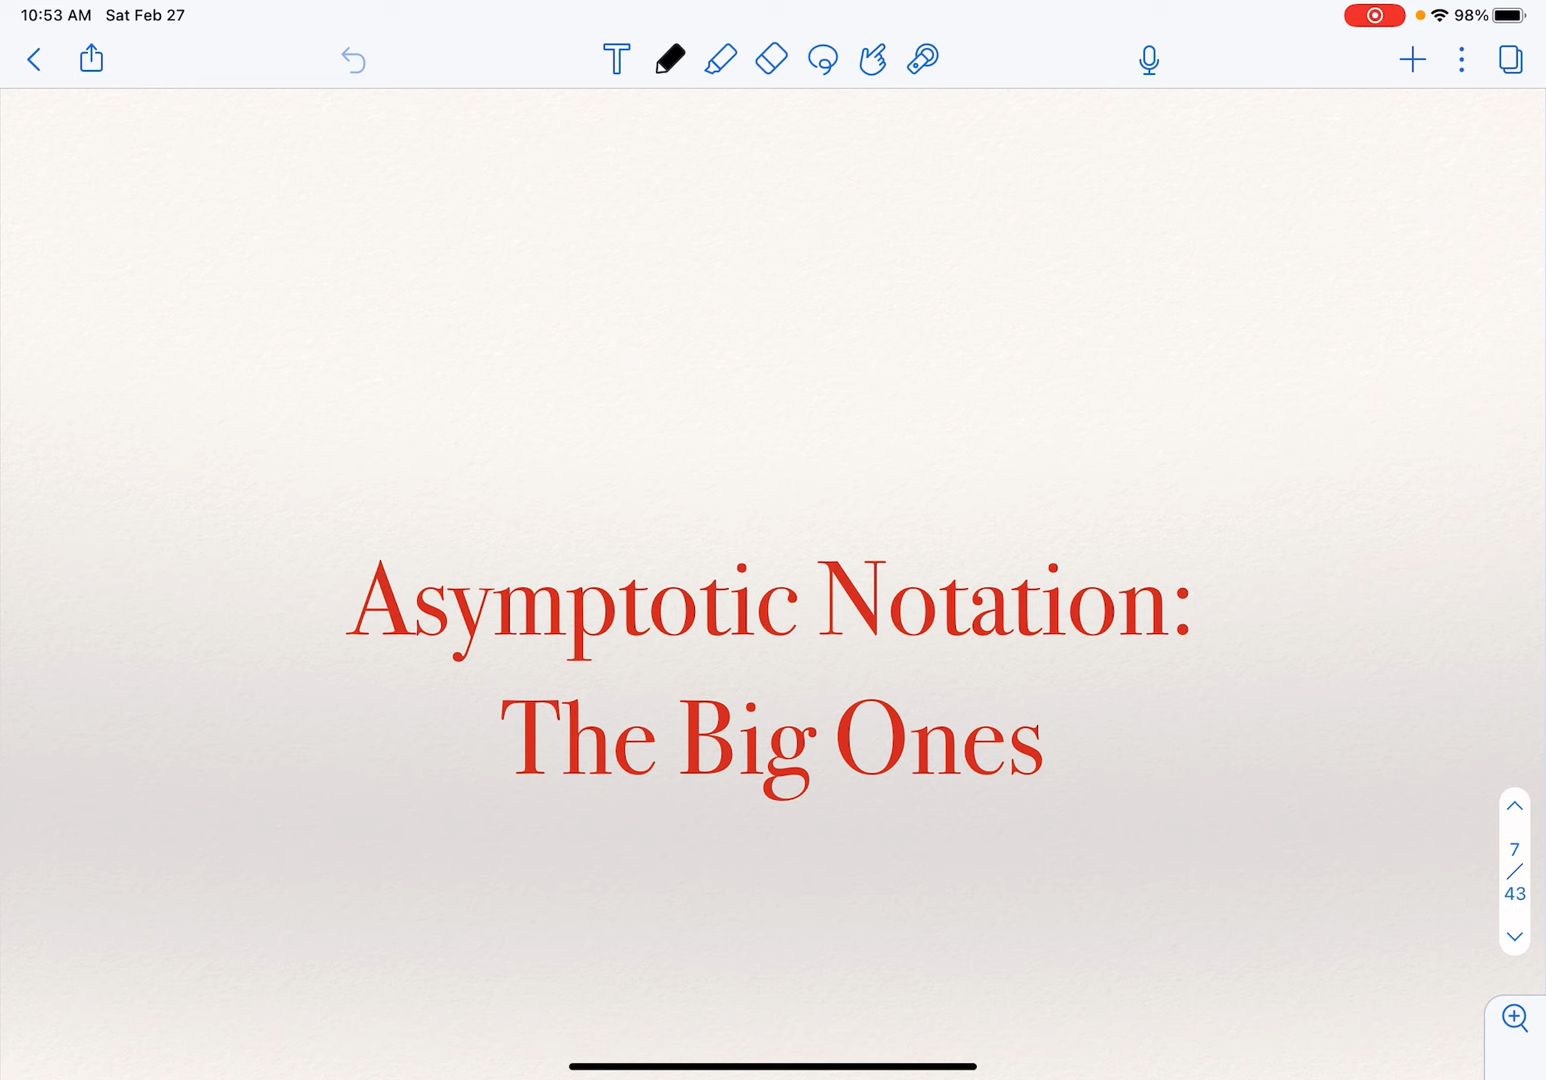 10:53 AM Sat Feb 27
98%
T
Asymptotic Notation:
The Big Ones
7
/
43